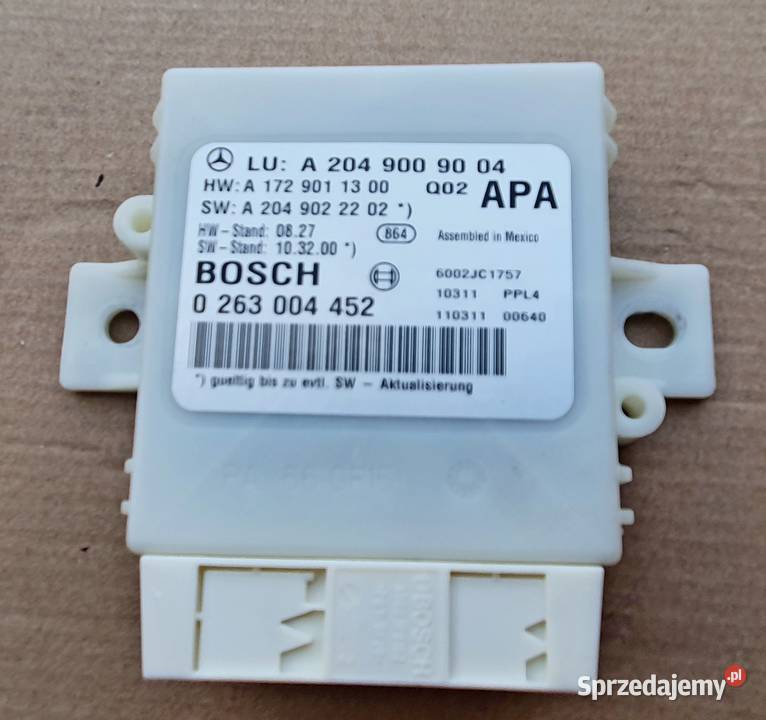 LU: A 204 900 90 04
HW: A 172 901 13 00 Q02 APA
SW: A 204 902 22 02 *)
HW - Stand: 08.27 864 Assembled in Mexico
SW - Stand: 10.32.00 *)
BOSCH 6002JC1757
0 263 004 452 10311 PPL4
110311 00640
*) gueltig bis zu evtl. SW - Aktualisierung
BOSCH
Sprzedajemy.pl